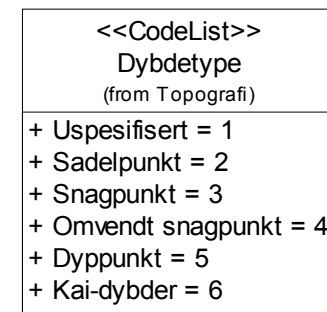 <<CodeList>>
Dybdetype
(from Topografi)
+ Uspesifisert = 1
+ Sadelpunkt = 2
+ Snagpunkt = 3
+ Omvendt snagpunkt = 4
+ Dyppunkt = 5
+ Kai-dybder = 6